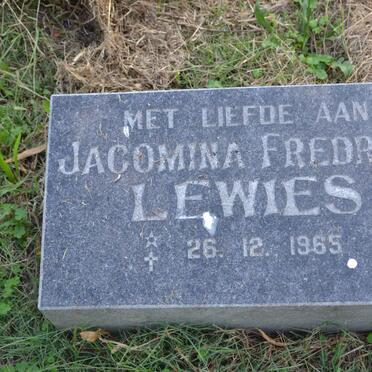 MET LIEFDE AAN
JACOMINA FREDR
LEWIES
☆
✝ 26. 12. 1965